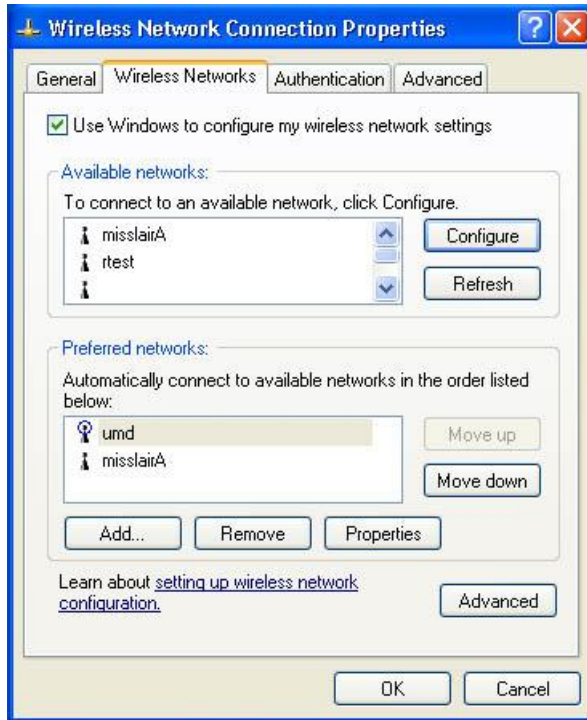 Wireless Network Connection Properties
General Wireless Networks Authentication Advanced
Use Windows to configure my wireless network settings
Available networks:
To connect to an available network, click Configure.
misslairA
rtest
Configure
Refresh
Preferred networks:
Automatically connect to available networks in the order listed
below:
umd
misslairA
Move up
Move down
Add... Remove Properties
Learn about setting up wireless network
configuration.
Advanced
OK Cancel